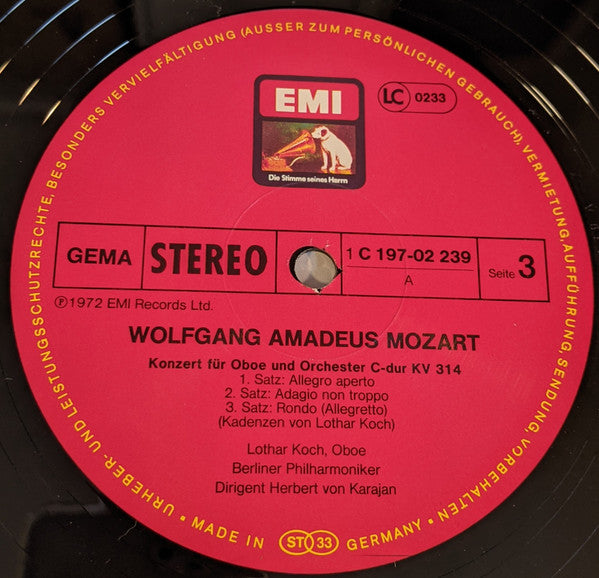 URHEBER- UND LEISTUNGSSCHUTZRECHTE, BESONDERS VERVIELFÄLTIGUNG (AUSSER ZUM PERSÖNLICHEN GEBRAUCH), VERMIETUNG, AUFFÜHRUNG, SENDUNG, VORBEHALTEN •
EMI
Die Stimme seines Herrn
LC 0233
GEMA
STEREO
1 C 197-02 239
A
Seite 3
℗1972 EMI Records Ltd.
WOLFGANG AMADEUS MOZART
Konzert für Oboe und Orchester C-dur KV 314
1. Satz: Allegro aperto
2. Satz: Adagio non troppo
3. Satz: Rondo (Allegretto)
(Kadenzen von Lothar Koch)
Lothar Koch, Oboe
Berliner Philharmoniker
Dirigent Herbert von Karajan
• MADE IN ST 33 GERMANY •